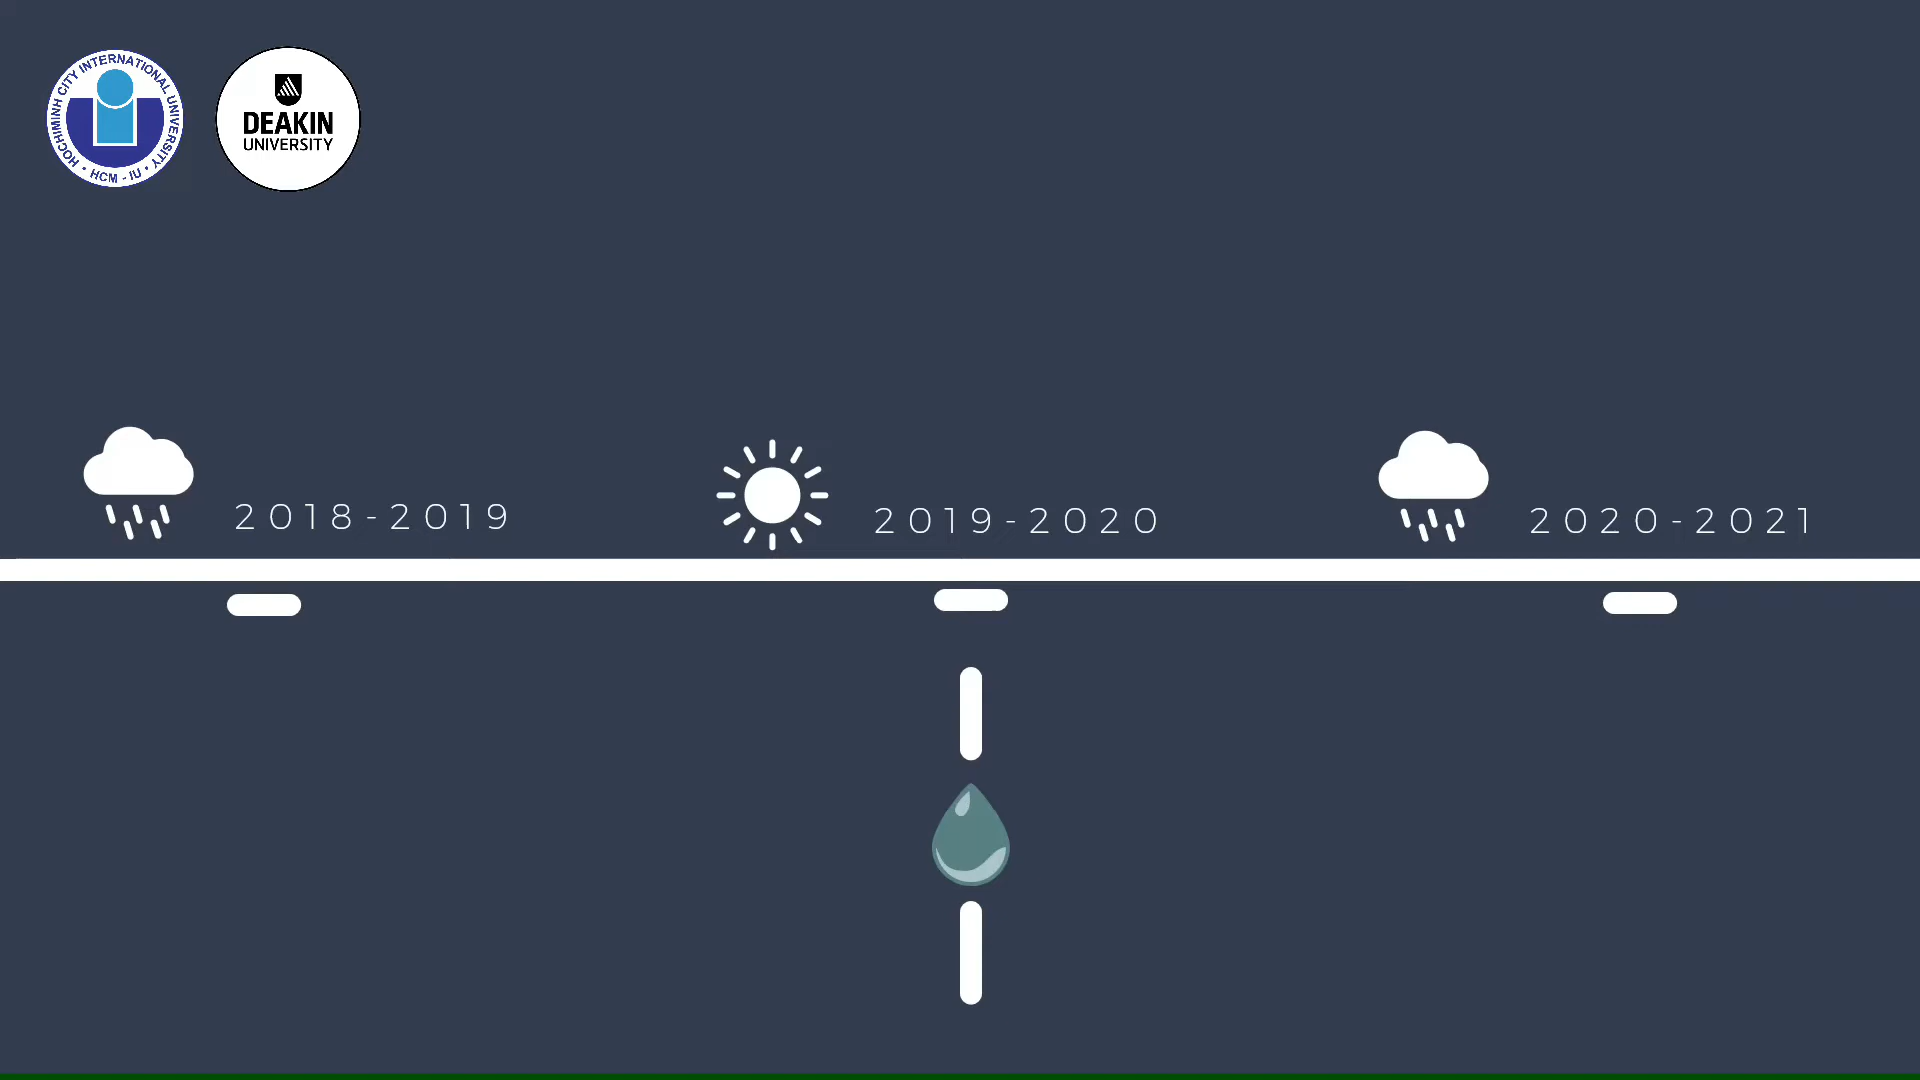 HOCHIMINH CITY INTERNATIONAL UNIVERSITY
• HCM - IU •
DEAKIN
UNIVERSITY
2018-2019
2019-2020
2020-2021